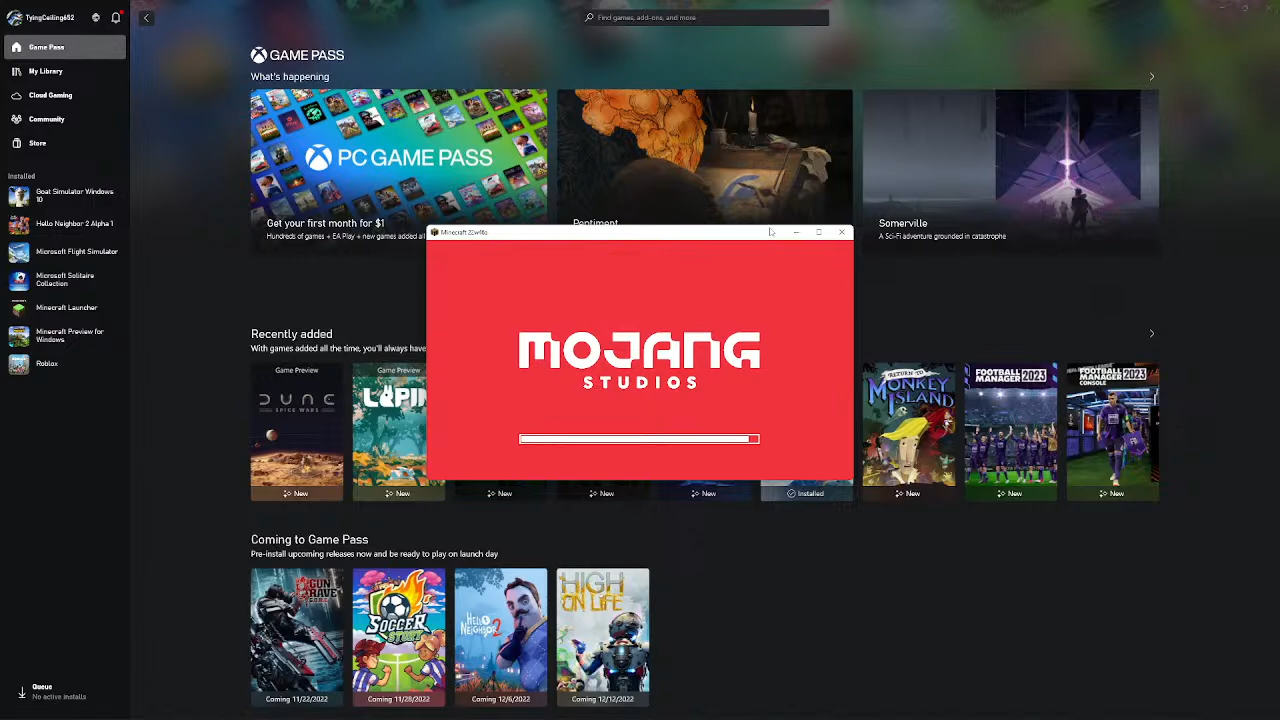 TyingCeiling52
Find games, add-ons, and more
Game Pass
My Library
Cloud Gaming
Community
Store
Installed
Goat Simulator Windows
10
Hello Neighbor 2 Alpha 1
Microsoft Flight Simulator
Microsoft Solitaire
Collection
Minecraft Launcher
Minecraft Preview for
Windows
Roblox
Queue
No active installs
GAME PASS
What's happening
PC GAME PASS
Get your first month for $1
Hundreds of games + EA Play + new games added al
Pentiment
Somerville
A Sci-Fi adventure grounded in catastrophe
Minecraft 22w46a
MOJANG
STUDIOS
Recently added
With games added all the time, you'll always have
Game Preview
DUNE
SPICE WARS
New
Game Preview
New
New
New
New
Installed
RETURN TO
MONKEY
ISLAND
New
FOOTBALL
MANAGER 2023
New
FOOTBALL
MANAGER 2023
CONSOLE
New
Coming to Game Pass
Pre-install upcoming releases now and be ready to play on launch day
GUN
GRAVE
Coming 11/22/2022
SOCCER
STORY
Coming 11/28/2022
HELLO
NEIGHBOR 2
Coming 12/6/2022
HIGH
ON LIFE
Coming 12/12/2022